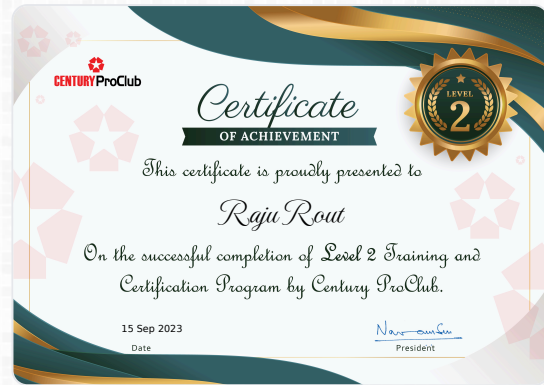 CENTURY ProClub
LEVEL
2
Certificate
OF ACHIEVEMENT
This certificate is proudly presented to
Raju Rout
On the successful completion of Level 2 Training and
Certification Program by Century ProClub.
15 Sep 2023
Date
President